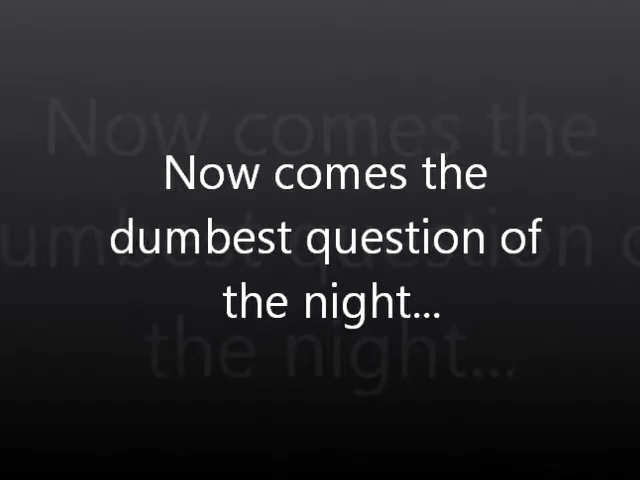 Now comes the
dumbest question of
the night...